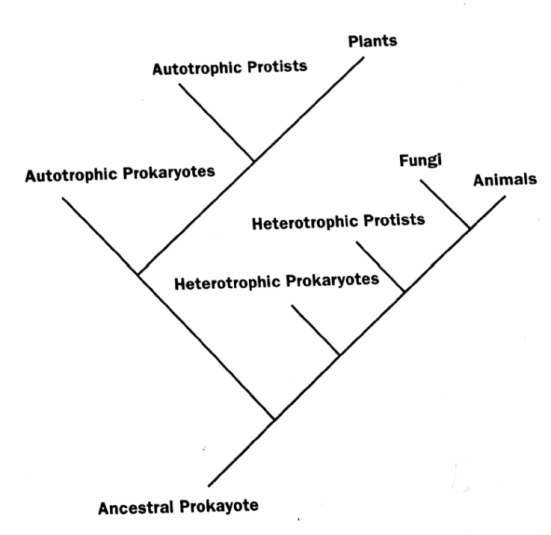 Plants
Autotrophic Protists
Fungi
Autotrophic Prokaryotes
Animals
Heterotrophic Protists
Heterotrophic Prokaryotes
Ancestral Prokayote